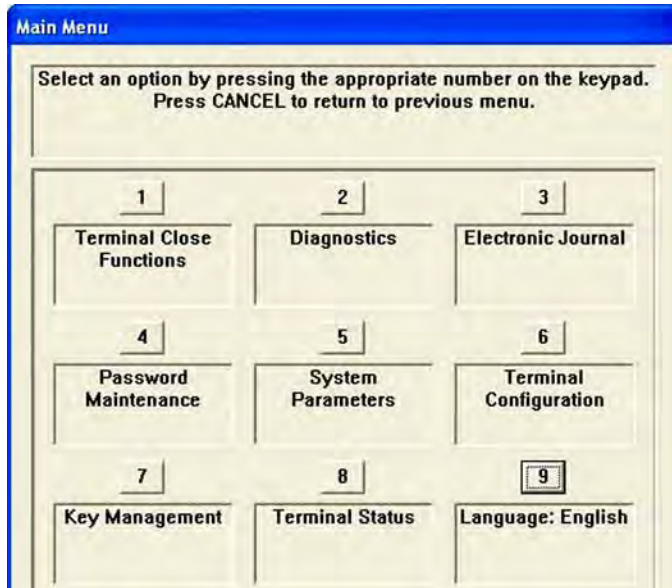 Main Menu
Select an option by pressing the appropriate number on the keypad.
Press CANCEL to return to previous menu.
1
2
3
Terminal Close
Functions
Diagnostics
Electronic Journal
4
5
6
Password
Maintenance
System
Parameters
Terminal
Configuration
7
8
9
Key Management
Terminal Status
Language: English